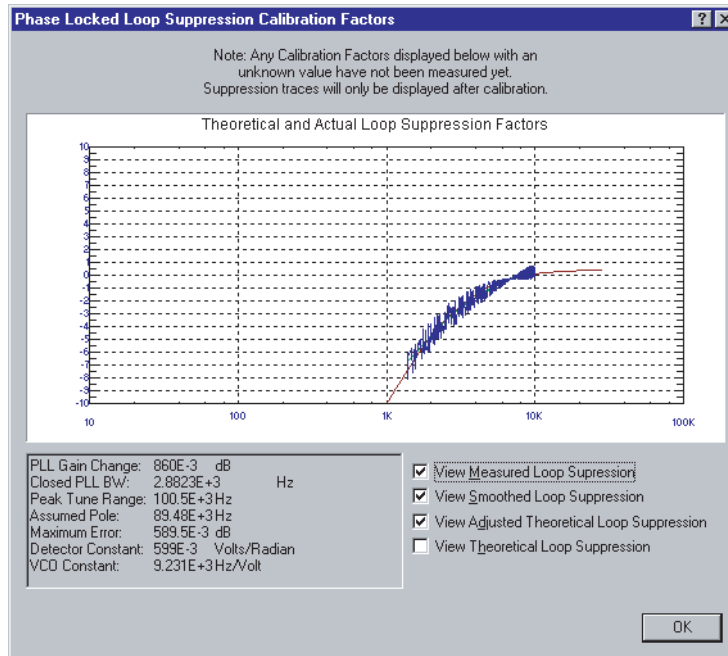 Phase Locked Loop Suppression Calibration Factors
Note: Any Calibration Factors displayed below with an
unknown value have not been measured yet.
Suppression traces will only be displayed after calibration.
Theoretical and Actual Loop Suppression Factors
10
9
8
7
6
5
4
3
2
1
0
-1
-2
-3
-4
-5
-6
-7
-8
-9
-10
10
100
1K
10K
100K
PLL Gain Change: 860E-3 dB
Closed PLL BW: 2.8823E+3 Hz
Peak Tune Range: 100.5E+3 Hz
Assumed Pole: 89.48E+3 Hz
Maximum Error: 589.5E-3 dB
Detector Constant: 599E-3 Volts/Radian
VCO Constant: 9.231E+3 Hz/Volt
View Measured Loop Supression
View Smoothed Loop Suppression
View Adjusted Theoretical Loop Suppression
View Theoretical Loop Suppression
OK